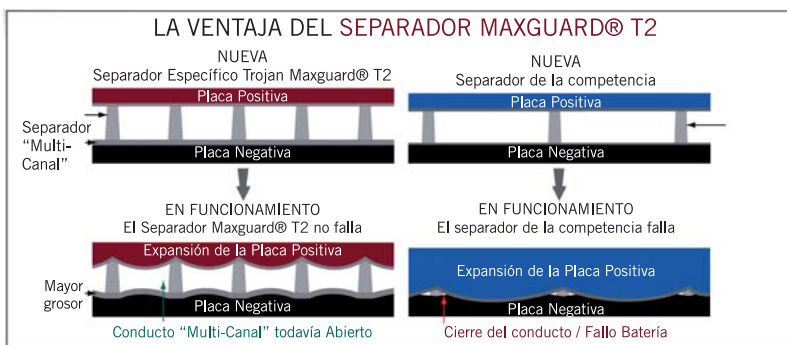 LA VENTAJA DEL SEPARADOR MAXGUARD® T2
NUEVA
Separador Específico Trojan Maxguard® T2
Placa Positiva
Separador
“Multi-
Canal”
Placa Negativa
EN FUNCIONAMIENTO
El Separador Maxguard® T2 no falla
Expansión de la Placa Positiva
Mayor
grosor
Placa Negativa
Conducto “Multi-Canal” todavía Abierto
NUEVA
Separador de la competencia
Placa Positiva
Placa Negativa
EN FUNCIONAMIENTO
El separador de la competencia falla
Expansión de la Placa Positiva
Placa Negativa
Cierre del conducto / Fallo Batería